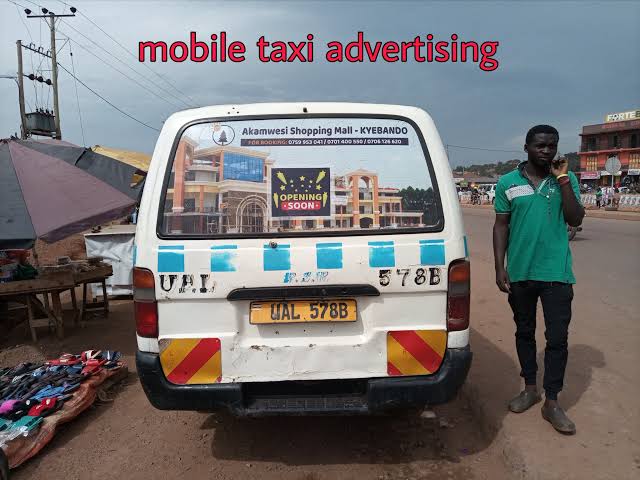 mobile taxi advertising
Akamwesi Shopping Mall - KYEBANDO
FOR BOOKING: 0759 953 041 / 0701 400 550 / 0706 126 620
OPENING
SOON
UAL 578B
UAL 578B
FORTE